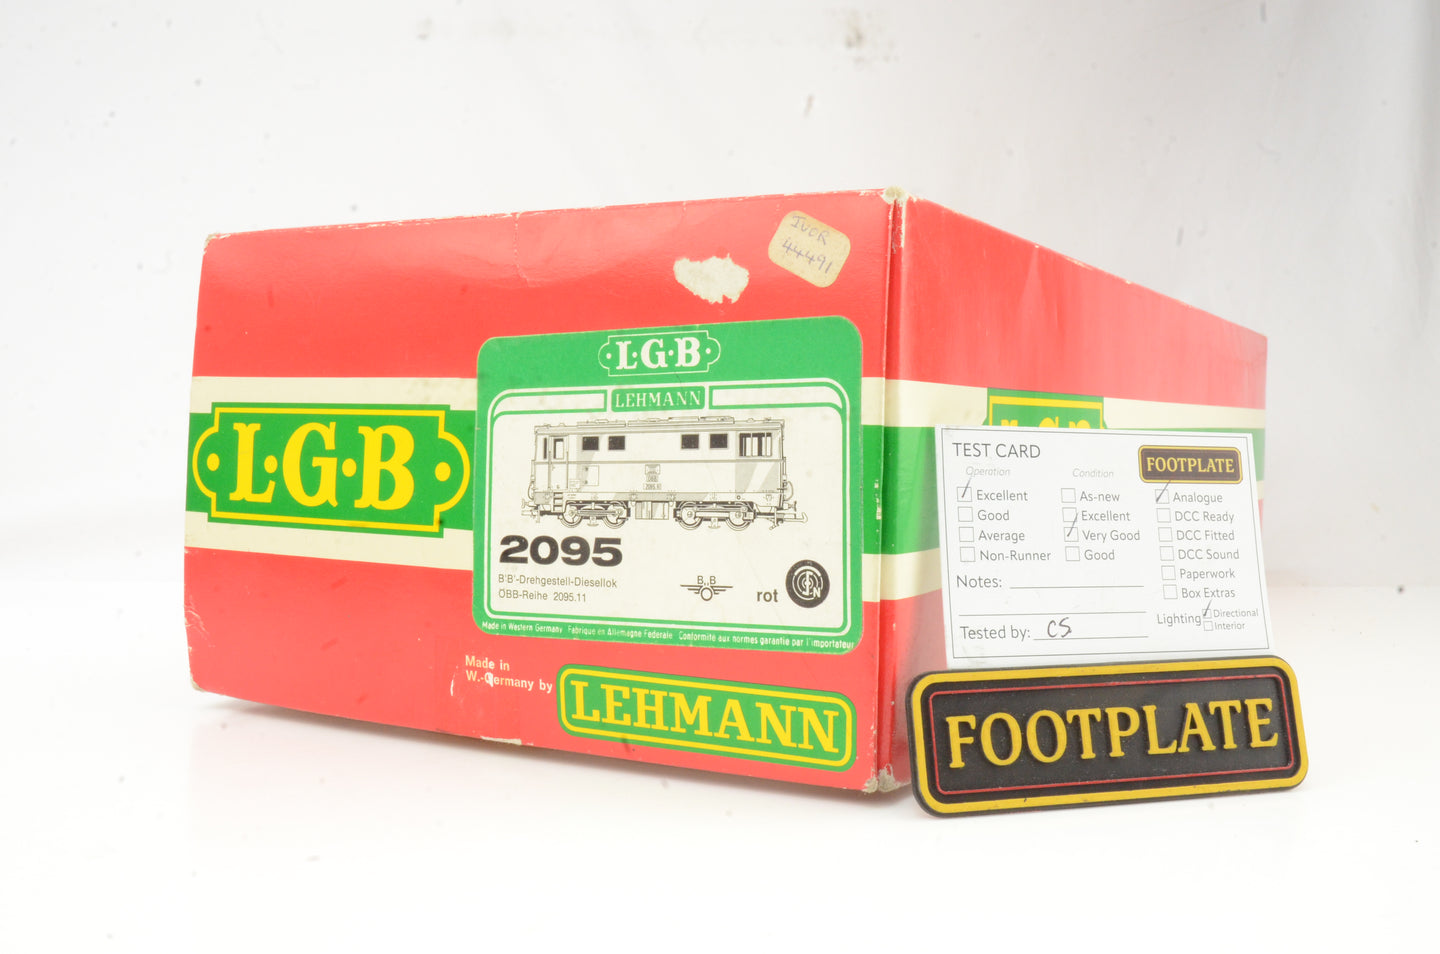 IVOR
44491
L·G·B
L·G·B
LEHMANN
2095
B'B'-Drehgestell-Diesellok
ÖBB-Reihe 2095.11
B B
rot
Made in Western Germany Fabrique en Allemagne Federale Conformité aux normes garantie par l'importateur
Made in
W.-Germany by
LEHMANN
TEST CARD
FOOTPLATE
Operation
Condition
Excellent
As-new
Analogue
Good
Excellent
DCC Ready
Average
Very Good
DCC Fitted
Non-Runner
Good
DCC Sound
Notes:
Paperwork
Box Extras
Lighting
Directional
Interior
Tested by: CS
FOOTPLATE